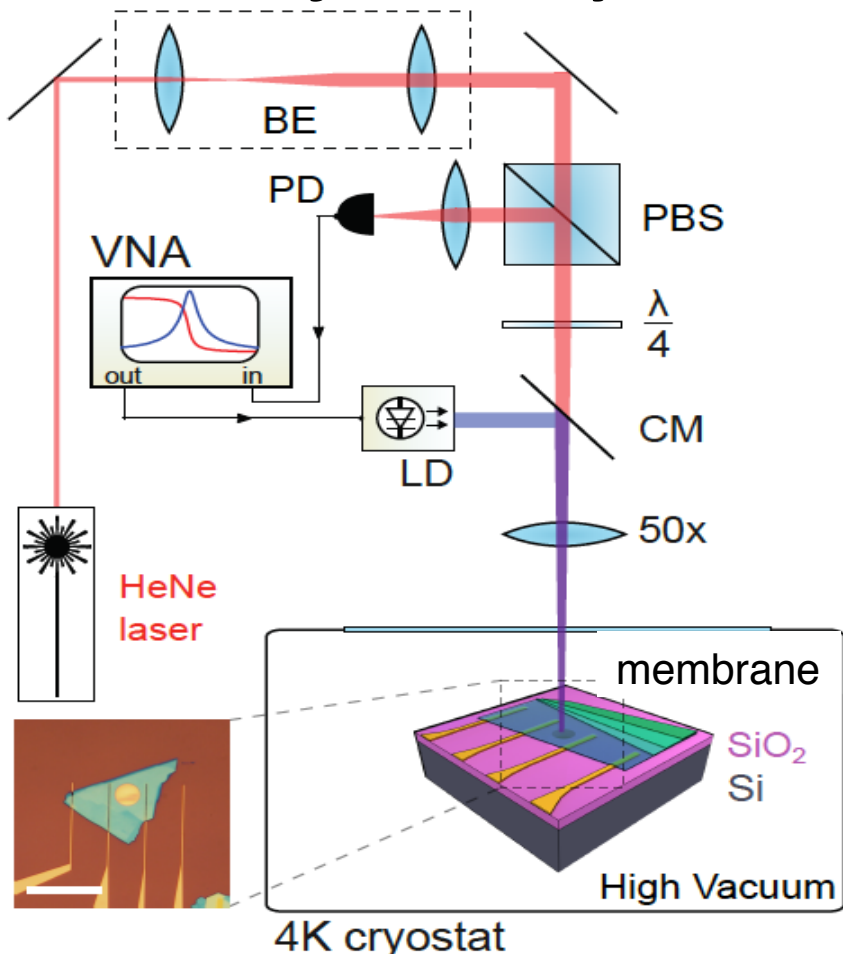 BE
PD
PBS
VNA
λ
4
out in
CM
LD
50x
HeNe
laser
membrane
SiO₂
Si
High Vacuum
4K cryostat